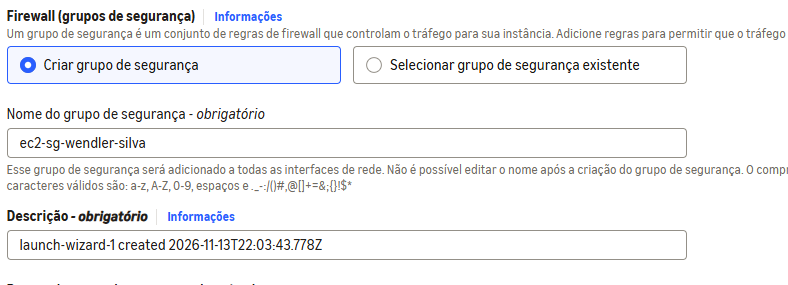 Firewall (grupos de segurança) Informações
Um grupo de segurança é um conjunto de regras de firewall que controlam o tráfego para sua instância. Adicione regras para permitir que o tráfego
Criar grupo de segurança Selecionar grupo de segurança existente
Nome do grupo de segurança - obrigatório
ec2-sg-wendler-silva
Esse grupo de segurança será adicionado a todas as interfaces de rede. Não é possível editar o nome após a criação do grupo de segurança. O compr
caracteres válidos são: a-z, A-Z, 0-9, espaços e ._-:/()#,@[]+=&;{}!$*
Descrição - obrigatório Informações
launch-wizard-1 created 2026-11-13T22:03:43.778Z